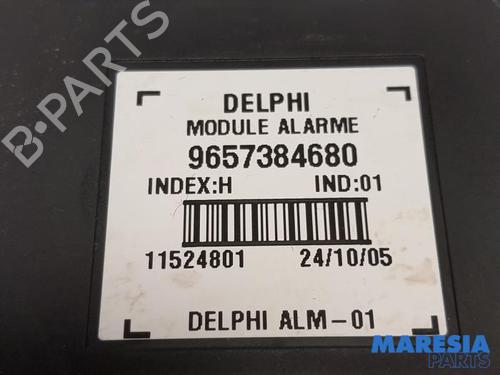 DELPHI
MODULE ALARME
9657384680
INDEX:H IND:01
11524801 24/10/05
DELPHI ALM-01
B-PARTS
MARESIA
PARTS